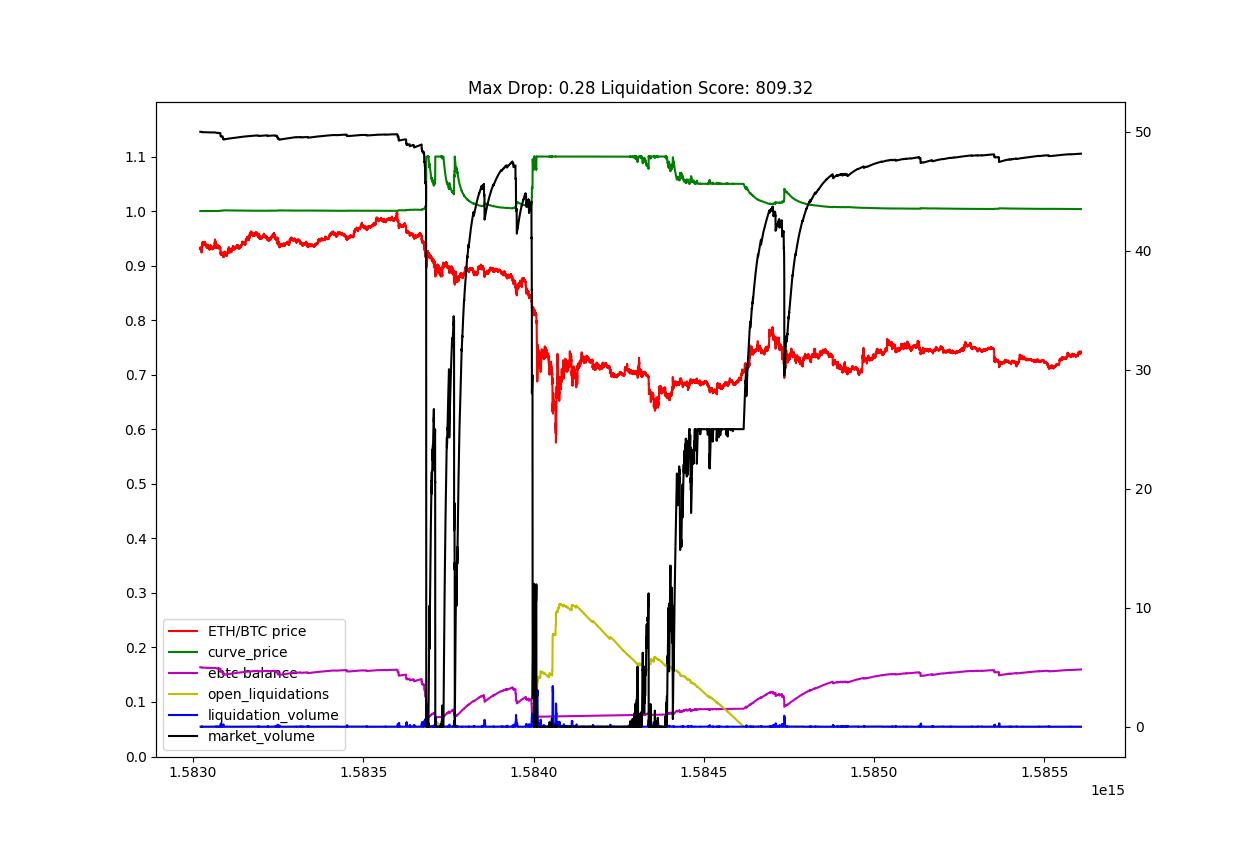 Max Drop: 0.28 Liquidation Score: 809.32
1.1
1.0
0.9
0.8
0.7
0.6
0.5
0.4
0.3
0.2
0.1
0.0
50
40
30
20
10
0
ETH/BTC price
curve_price
ebtc balance
open_liquidations
liquidation_volume
market_volume
1.5830 1.5835 1.5840 1.5845 1.5850 1.5855
1e15